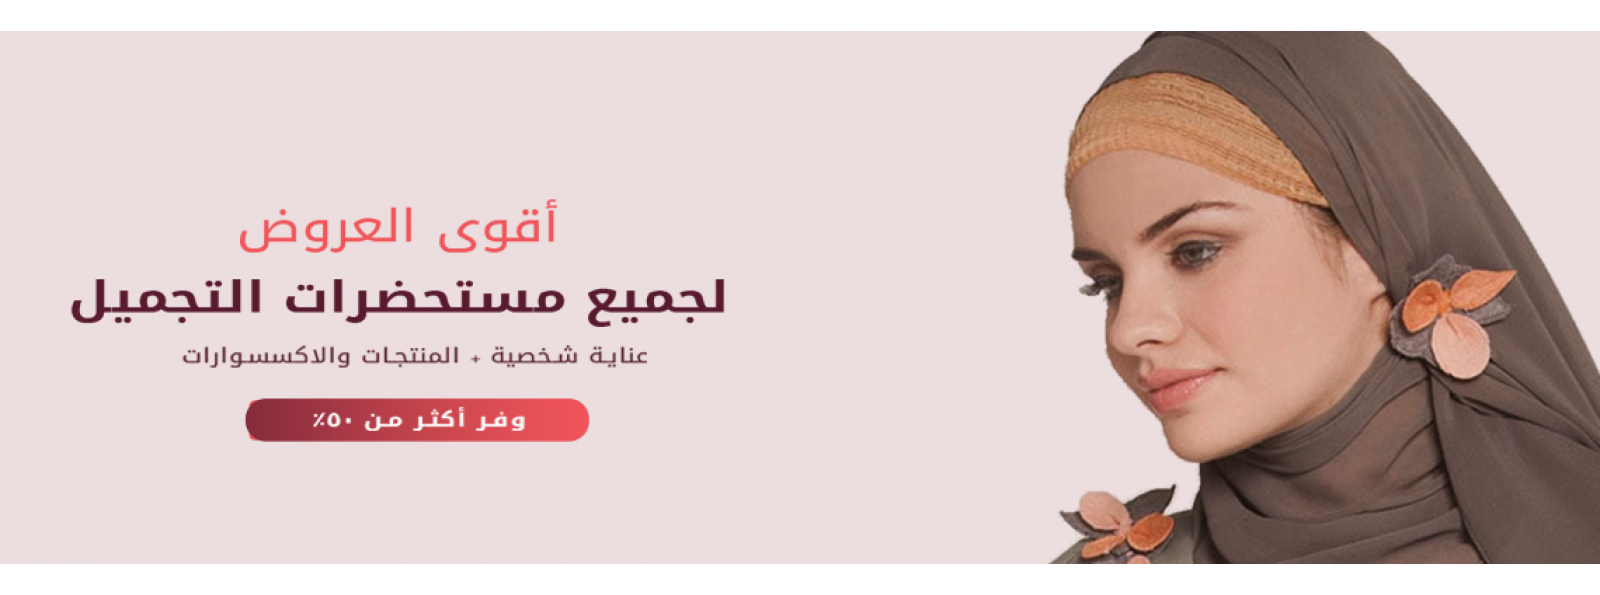 أقوى العروض
لجميع مستحضرات التجميل
عناية شخصية + المنتجات والاكسسوارات
وفر أكثر من ٥٠٪